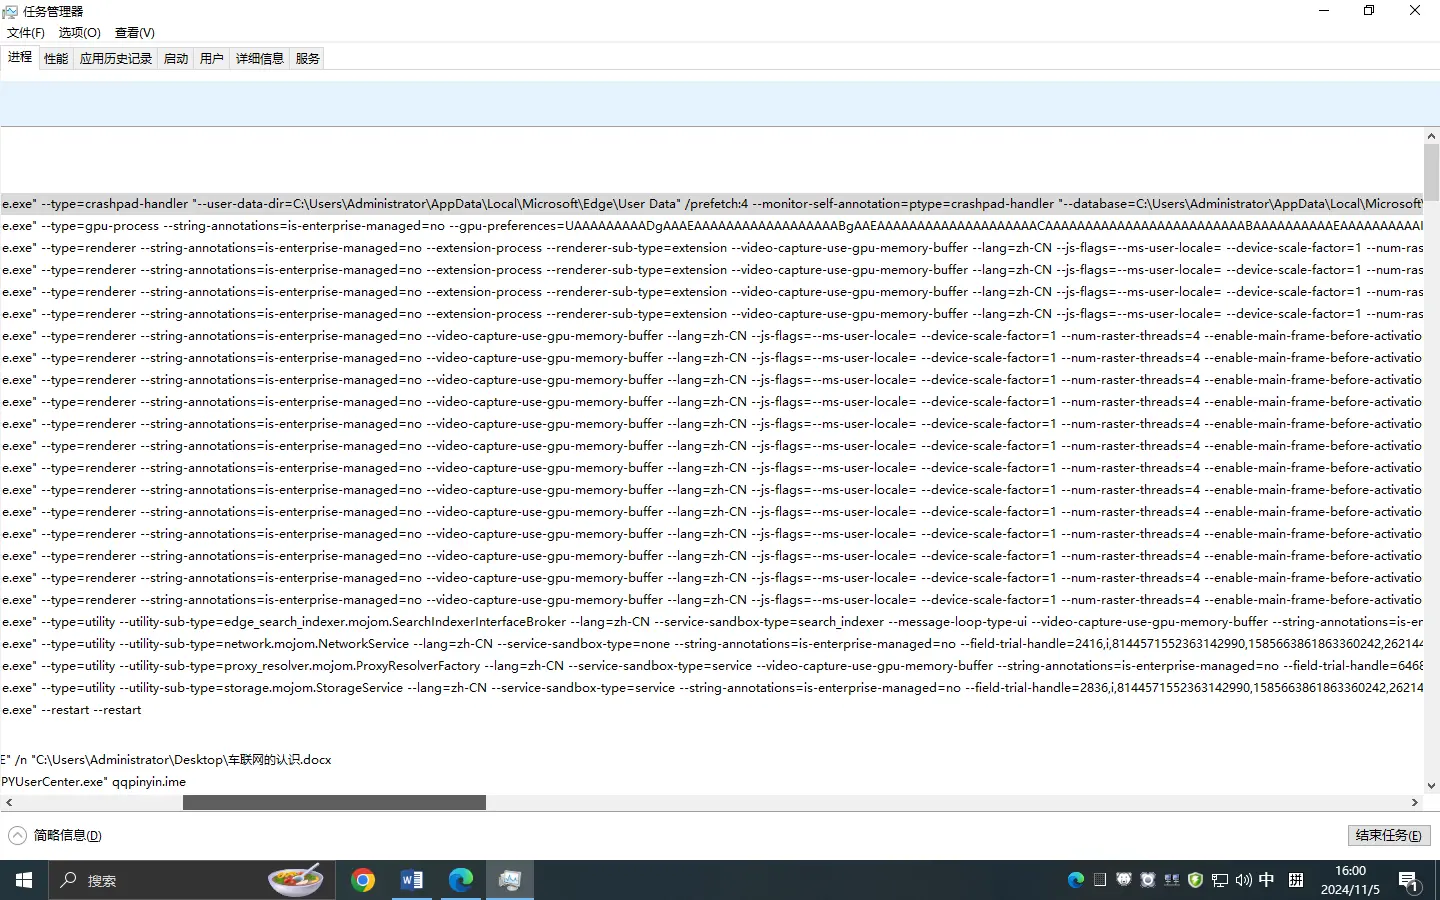 任务管理器
文件(F) 选项(O) 查看(V)
进程 性能 应用历史记录 启动 用户 详细信息 服务
e.exe" --type=crashpad-handler "--user-data-dir=C:\Users\Administrator\AppData\Local\Microsoft\Edge\User Data" /prefetch:4 --monitor-self-annotation=ptype=crashpad-handler "--database=C:\Users\Administrator\AppData\Local\Microsoft\
e.exe" --type=gpu-process --string-annotations=is-enterprise-managed=no
e.exe" --type=renderer --string-annotations=is-enterprise-managed=no --extension-process --renderer-sub-type=extension --video-capture-use-gpu-memory-buffer --lang=zh-CN --js-flags=--ms-user-locale= --device-scale-factor=1 --num-ras
e.exe" --type=renderer --string-annotations=is-enterprise-managed=no --extension-process --renderer-sub-type=extension --video-capture-use-gpu-memory-buffer --lang=zh-CN --js-flags=--ms-user-locale= --device-scale-factor=1 --num-ras
e.exe" --type=renderer --string-annotations=is-enterprise-managed=no --extension-process --renderer-sub-type=extension --video-capture-use-gpu-memory-buffer --lang=zh-CN --js-flags=--ms-user-locale= --device-scale-factor=1 --num-ras
e.exe" --type=renderer --string-annotations=is-enterprise-managed=no --extension-process --renderer-sub-type=extension --video-capture-use-gpu-memory-buffer --lang=zh-CN --js-flags=--ms-user-locale= --device-scale-factor=1 --num-ras
e.exe" --type=renderer --string-annotations=is-enterprise-managed=no --video-capture-use-gpu-memory-buffer --lang=zh-CN --js-flags=--ms-user-locale= --device-scale-factor=1 --num-raster-threads=4 --enable-main-frame-before-activatio
e.exe" --type=renderer --string-annotations=is-enterprise-managed=no --video-capture-use-gpu-memory-buffer --lang=zh-CN --js-flags=--ms-user-locale= --device-scale-factor=1 --num-raster-threads=4 --enable-main-frame-before-activatio
e.exe" --type=renderer --string-annotations=is-enterprise-managed=no --video-capture-use-gpu-memory-buffer --lang=zh-CN --js-flags=--ms-user-locale= --device-scale-factor=1 --num-raster-threads=4 --enable-main-frame-before-activatio
e.exe" --type=renderer --string-annotations=is-enterprise-managed=no --video-capture-use-gpu-memory-buffer --lang=zh-CN --js-flags=--ms-user-locale= --device-scale-factor=1 --num-raster-threads=4 --enable-main-frame-before-activatio
e.exe" --type=renderer --string-annotations=is-enterprise-managed=no --video-capture-use-gpu-memory-buffer --lang=zh-CN --js-flags=--ms-user-locale= --device-scale-factor=1 --num-raster-threads=4 --enable-main-frame-before-activatio
e.exe" --type=renderer --string-annotations=is-enterprise-managed=no --video-capture-use-gpu-memory-buffer --lang=zh-CN --js-flags=--ms-user-locale= --device-scale-factor=1 --num-raster-threads=4 --enable-main-frame-before-activatio
e.exe" --type=renderer --string-annotations=is-enterprise-managed=no --video-capture-use-gpu-memory-buffer --lang=zh-CN --js-flags=--ms-user-locale= --device-scale-factor=1 --num-raster-threads=4 --enable-main-frame-before-activatio
e.exe" --type=renderer --string-annotations=is-enterprise-managed=no --video-capture-use-gpu-memory-buffer --lang=zh-CN --js-flags=--ms-user-locale= --device-scale-factor=1 --num-raster-threads=4 --enable-main-frame-before-activatio
e.exe" --type=renderer --string-annotations=is-enterprise-managed=no --video-capture-use-gpu-memory-buffer --lang=zh-CN --js-flags=--ms-user-locale= --device-scale-factor=1 --num-raster-threads=4 --enable-main-frame-before-activatio
e.exe" --type=renderer --string-annotations=is-enterprise-managed=no --video-capture-use-gpu-memory-buffer --lang=zh-CN --js-flags=--ms-user-locale= --device-scale-factor=1 --num-raster-threads=4 --enable-main-frame-before-activatio
e.exe" --type=renderer --string-annotations=is-enterprise-managed=no --video-capture-use-gpu-memory-buffer --lang=zh-CN --js-flags=--ms-user-locale= --device-scale-factor=1 --num-raster-threads=4 --enable-main-frame-before-activatio
e.exe" --type=renderer --string-annotations=is-enterprise-managed=no --video-capture-use-gpu-memory-buffer --lang=zh-CN --js-flags=--ms-user-locale= --device-scale-factor=1 --num-raster-threads=4 --enable-main-frame-before-activatio
e.exe" --type=renderer --string-annotations=is-enterprise-managed=no --video-capture-use-gpu-memory-buffer --lang=zh-CN --js-flags=--ms-user-locale= --device-scale-factor=1 --num-raster-threads=4 --enable-main-frame-before-activatio
e.exe" --type=utility --utility-sub-type=edge_search_indexer.mojom.SearchIndexerInterfaceBroker --lang=zh-CN --service-sandbox-type=search_indexer --message-loop-type-ui --video-capture-use-gpu-memory-buffer --string-annotations=is-en
e.exe" --type=utility --utility-sub-type=network.mojom.NetworkService --lang=zh-CN --service-sandbox-type=none --string-annotations=is-enterprise-managed=no --field-trial-handle=2416,i,8144571552363142990,1585663861863360242,262144
e.exe" --type=utility --utility-sub-type=proxy_resolver.mojom.ProxyResolverFactory --lang=zh-CN --service-sandbox-type=service --video-capture-use-gpu-memory-buffer --string-annotations=is-enterprise-managed=no --field-trial-handle=6468
e.exe" --type=utility --utility-sub-type=storage.mojom.StorageService --lang=zh-CN --service-sandbox-type=service --string-annotations=is-enterprise-managed=no --field-trial-handle=2836,i,8144571552363142990,1585663861863360242,26214
e.exe" --restart --restart
E" /n "C:\Users\Administrator\Desktop\车联网的认识.docx
PYUserCenter.exe" qqpinyin.ime
简略信息(D)
结束任务(E)
搜索
中 拼
16:00
2024/11/5
1